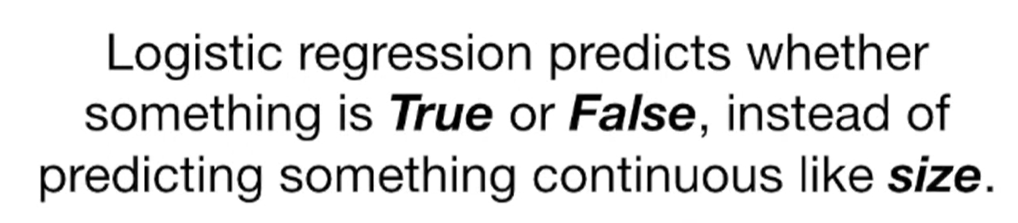 Logistic regression predicts whether
something is True or False, instead of
predicting something continuous like size.